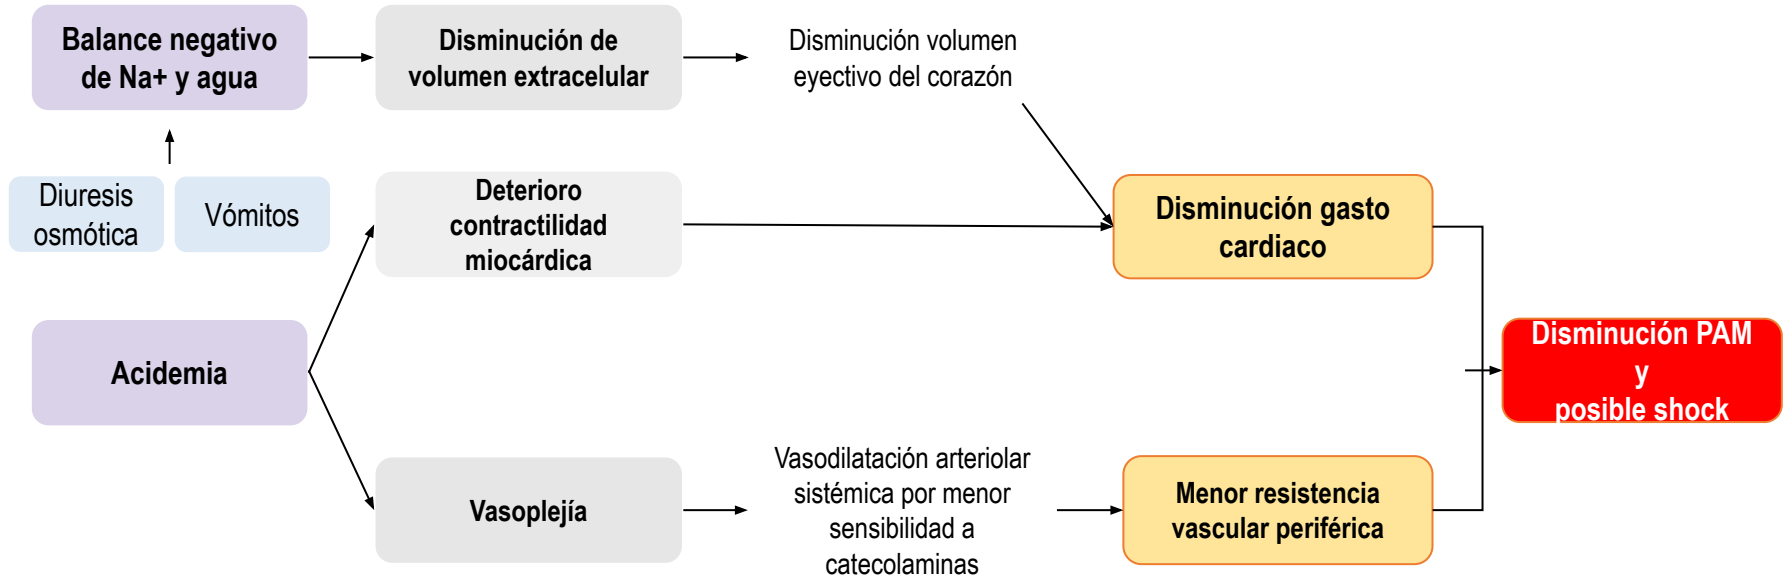 Balance negativo
de Na+ y agua
Disminución de
volumen extracelular
Disminución volumen
eyectivo del corazón
Diuresis
osmótica
Vómitos
Deterioro
contractilidad
miocárdica
Disminución gasto
cardiaco
Acidemia
Disminución PAM
y
posible shock
Vasoplejía
Vasodilatación arteriolar
sistémica por menor
sensibilidad a
catecolaminas
Menor resistencia
vascular periférica